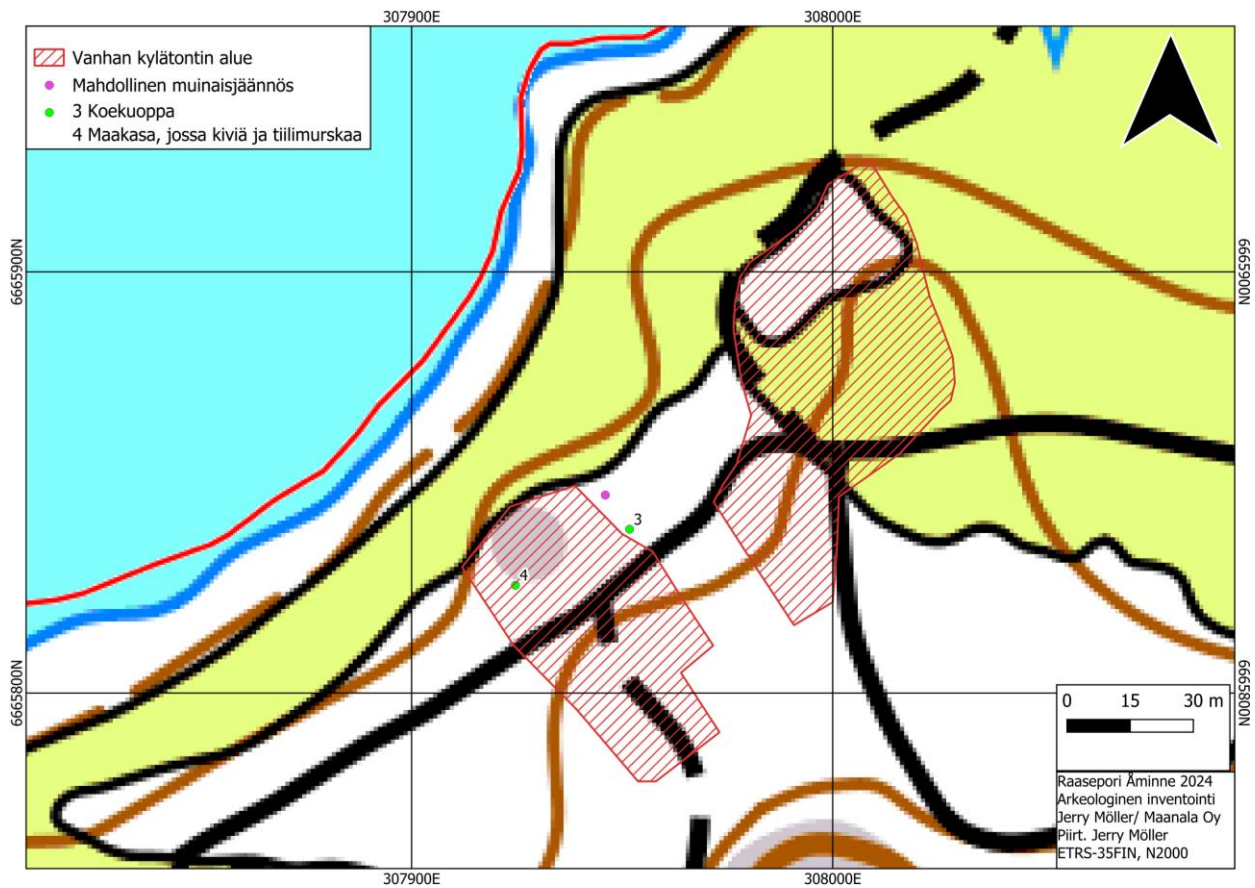 307900E
308000E
Vanhan kylätontin alue
Mahdollinen muinaisjäännös
3 Koekuoppa
4 Maakasa, jossa kiviä ja tiilimurskaa
6665900N
6665900N
3
4
6665800N
6665800N
0 15 30 m
Raasepori Åminne 2024
Arkeologinen inventointi
Jerry Möller/ Maanala Oy
Piirt. Jerry Möller
ETRS-35FIN, N2000
307900E
308000E